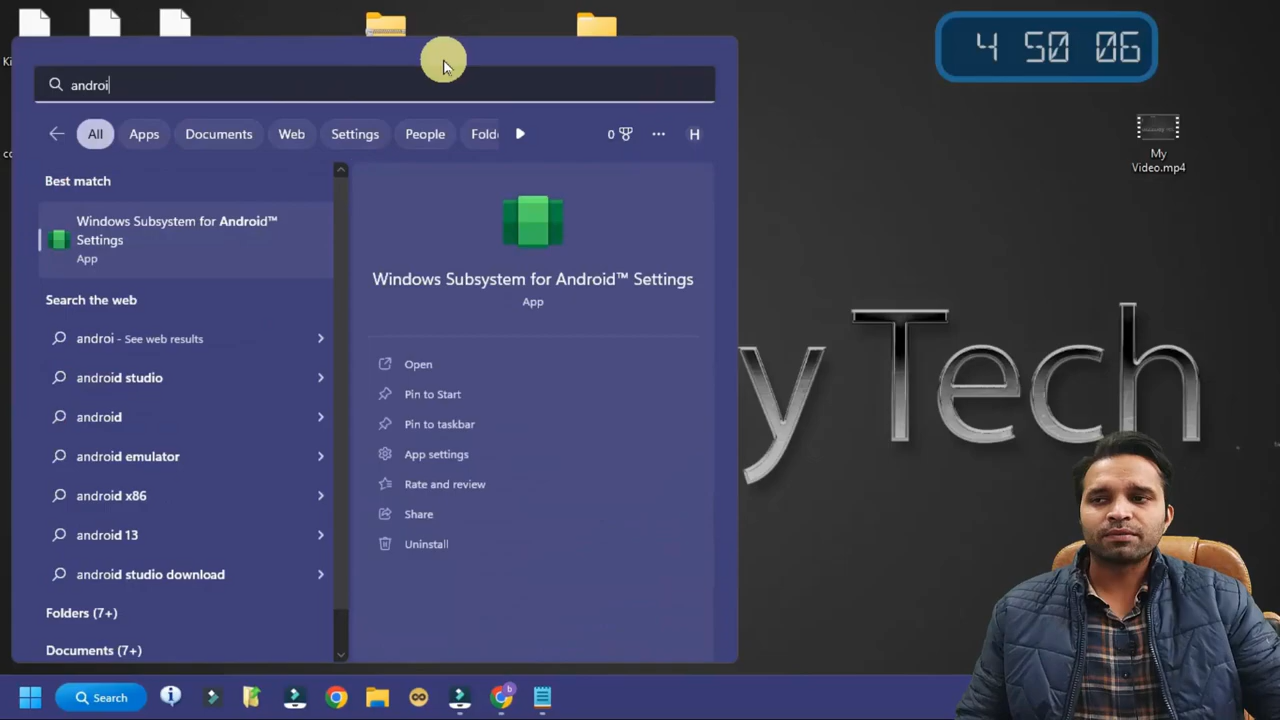 4 50 06
androi
All Apps Documents Web Settings People Folde 0 H
Best match
Windows Subsystem for Android™
Settings
App
Search the web
androi - See web results
android studio
android
android emulator
android x86
android 13
android studio download
Folders (7+)
Documents (7+)
Windows Subsystem for Android™ Settings
App
Open
Pin to Start
Pin to taskbar
App settings
Rate and review
Share
Uninstall
My
Video.mp4
y Tech
Search
b